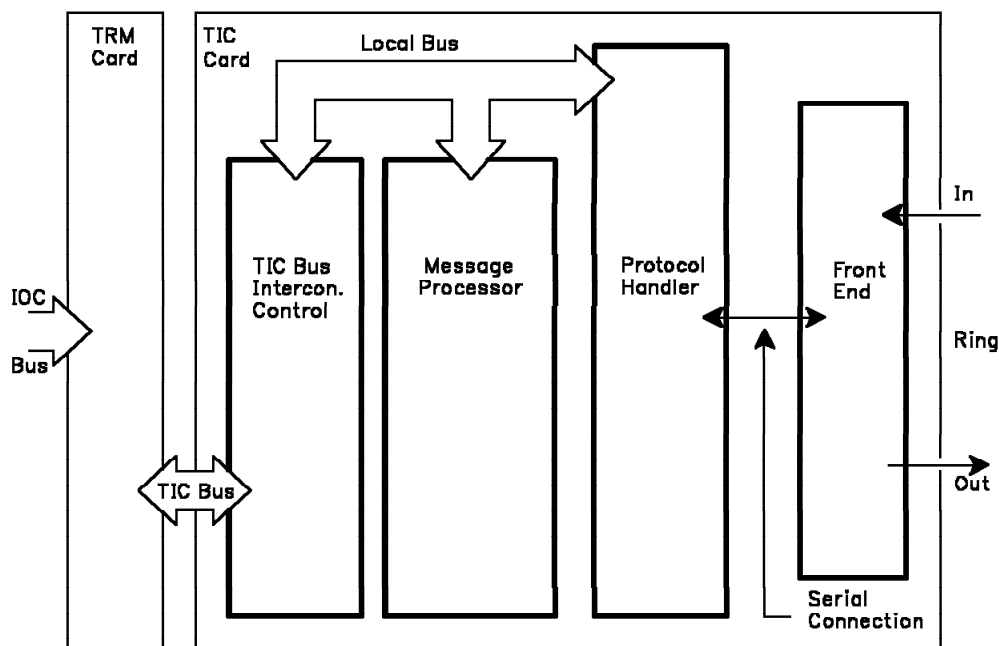 TRM
Card
TIC
Card
Local Bus
TIC Bus
Intercon.
Control
Message
Processor
Protocol
Handler
Front
End
In
IOC
Bus
Ring
TIC Bus
Out
Serial
Connection